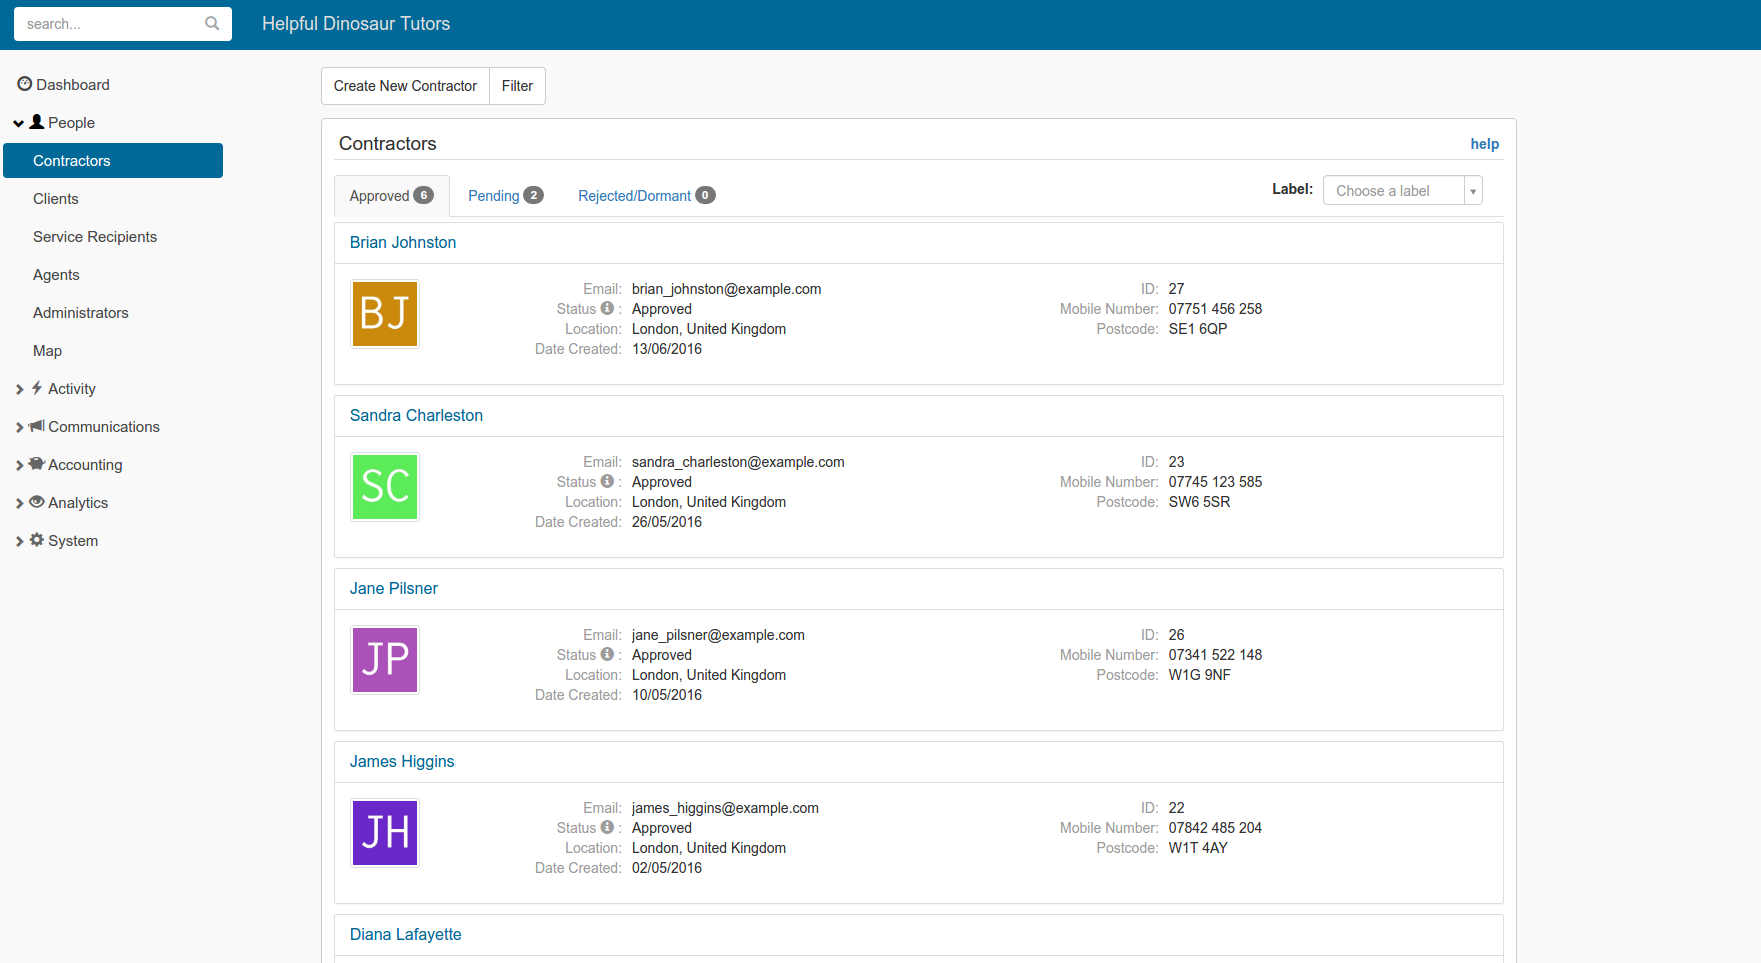 search...
Helpful Dinosaur Tutors
Dashboard
People
Contractors
Clients
Service Recipients
Agents
Administrators
Map
Activity
Communications
Accounting
Analytics
System
Create New Contractor Filter
Contractors help
Approved 6 Pending 2 Rejected/Dormant 0 Label: Choose a label
Brian Johnston
BJ
Email: brian_johnston@example.com ID: 27
Status : Approved Mobile Number: 07751 456 258
Location: London, United Kingdom Postcode: SE1 6QP
Date Created: 13/06/2016
Sandra Charleston
SC
Email: sandra_charleston@example.com ID: 23
Status : Approved Mobile Number: 07745 123 585
Location: London, United Kingdom Postcode: SW6 5SR
Date Created: 26/05/2016
Jane Pilsner
JP
Email: jane_pilsner@example.com ID: 26
Status : Approved Mobile Number: 07341 522 148
Location: London, United Kingdom Postcode: W1G 9NF
Date Created: 10/05/2016
James Higgins
JH
Email: james_higgins@example.com ID: 22
Status : Approved Mobile Number: 07842 485 204
Location: London, United Kingdom Postcode: W1T 4AY
Date Created: 02/05/2016
Diana Lafayette